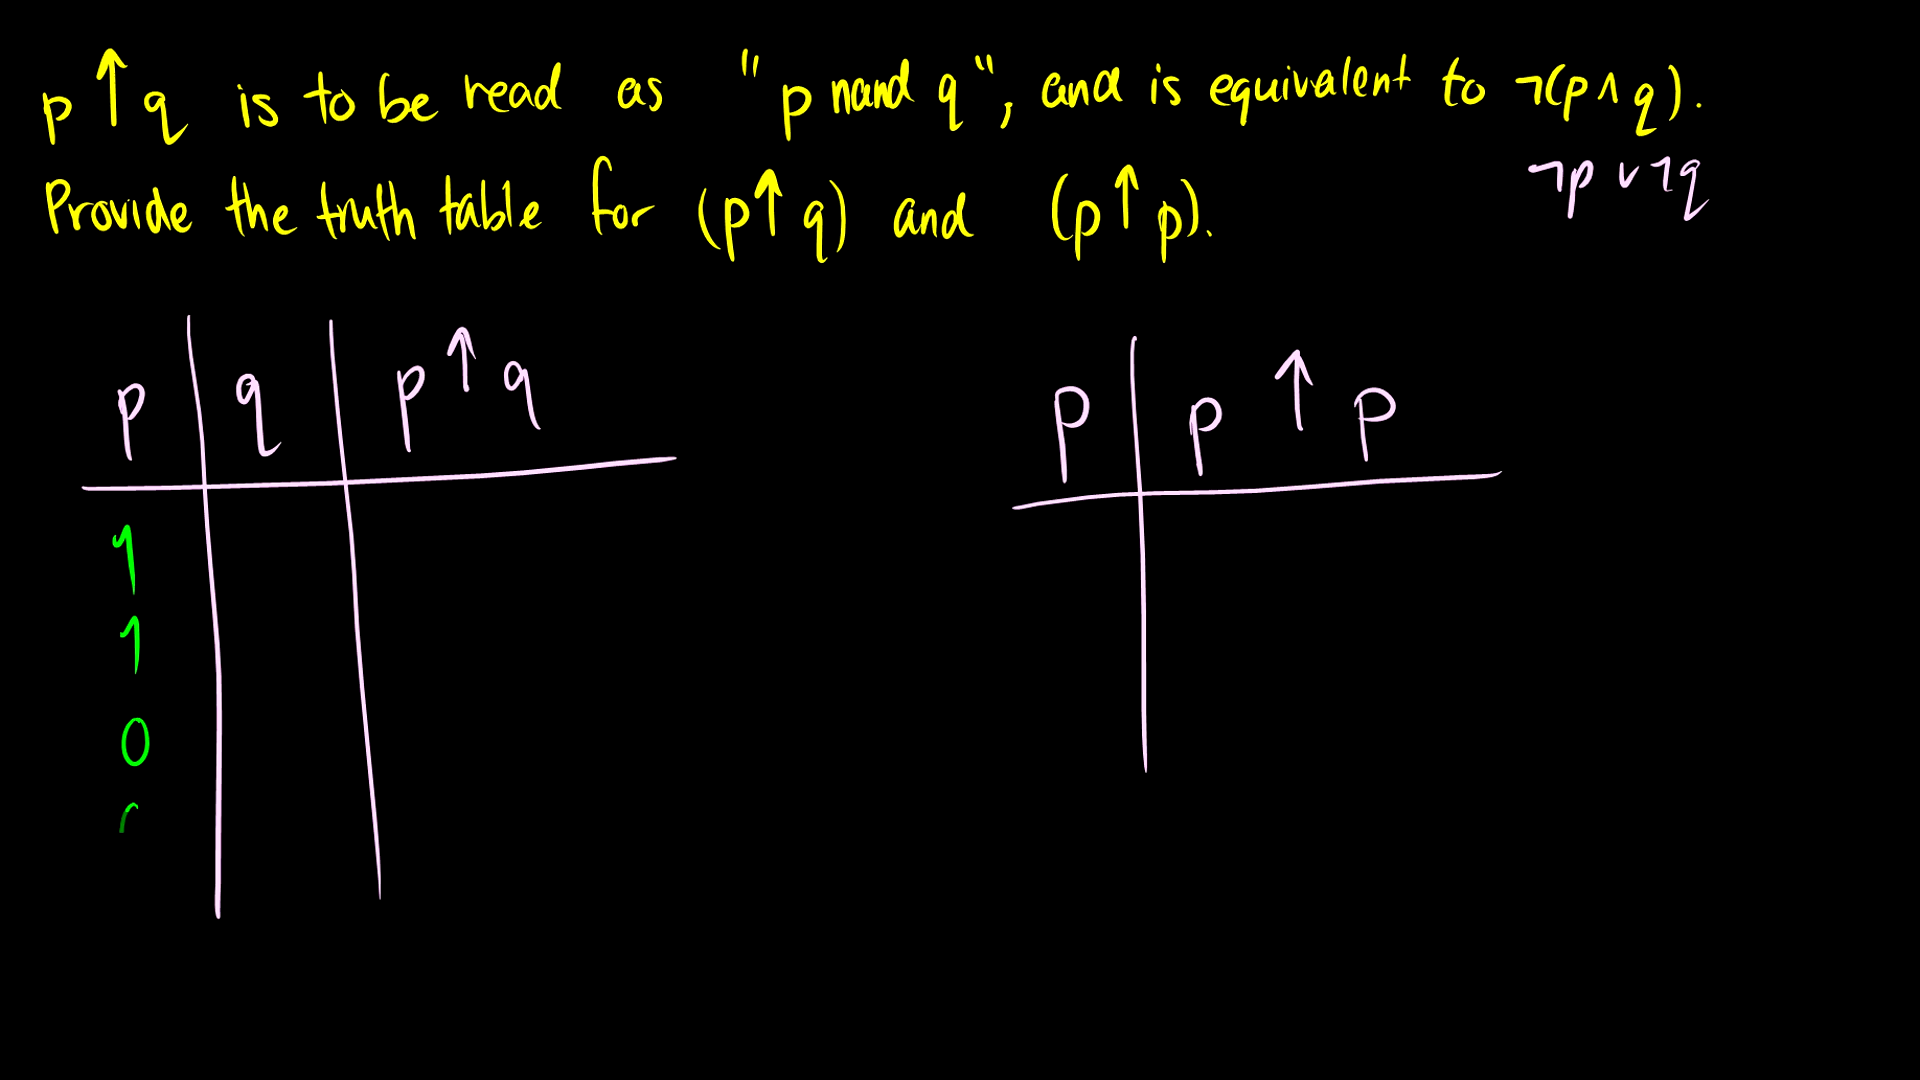 p ↑ q is to be read as "p nand q", and is equivalent to ¬(p ∧ q).
¬p ∨ ¬q
Provide the truth table for (p ↑ q) and (p ↑ p).
p q p ↑ q
p p ↑ p
1
1
0